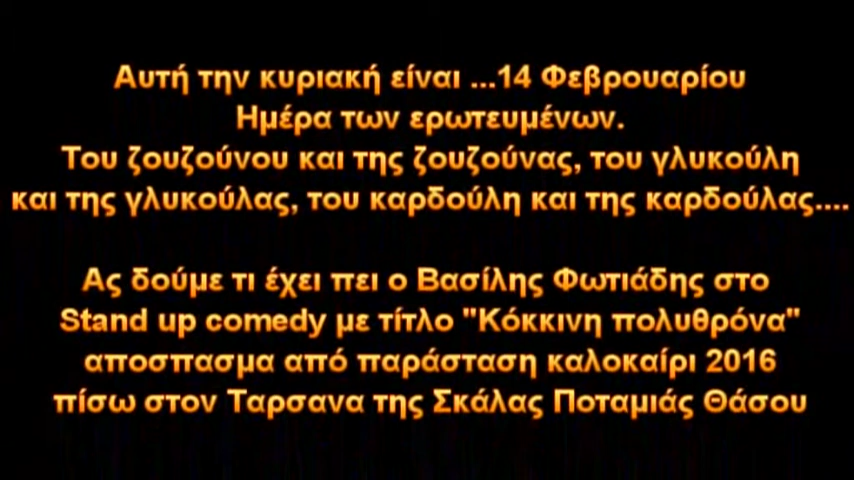 Αυτή την κυριακή είναι ...14 Φεβρουαρίου
Ημέρα των ερωτευμένων.
Του ζουζούνου και της ζουζούνας, του γλυκούλη
και της γλυκούλας, του καρδούλη και της καρδούλας....
Ας δούμε τι έχει πει ο Βασίλης Φωτιάδης στο
Stand up comedy με τίτλο "Κόκκινη πολυθρόνα"
αποσπασμα από παράσταση καλοκαίρι 2016
πίσω στον Ταρσανα της Σκάλας Ποταμιάς Θάσου